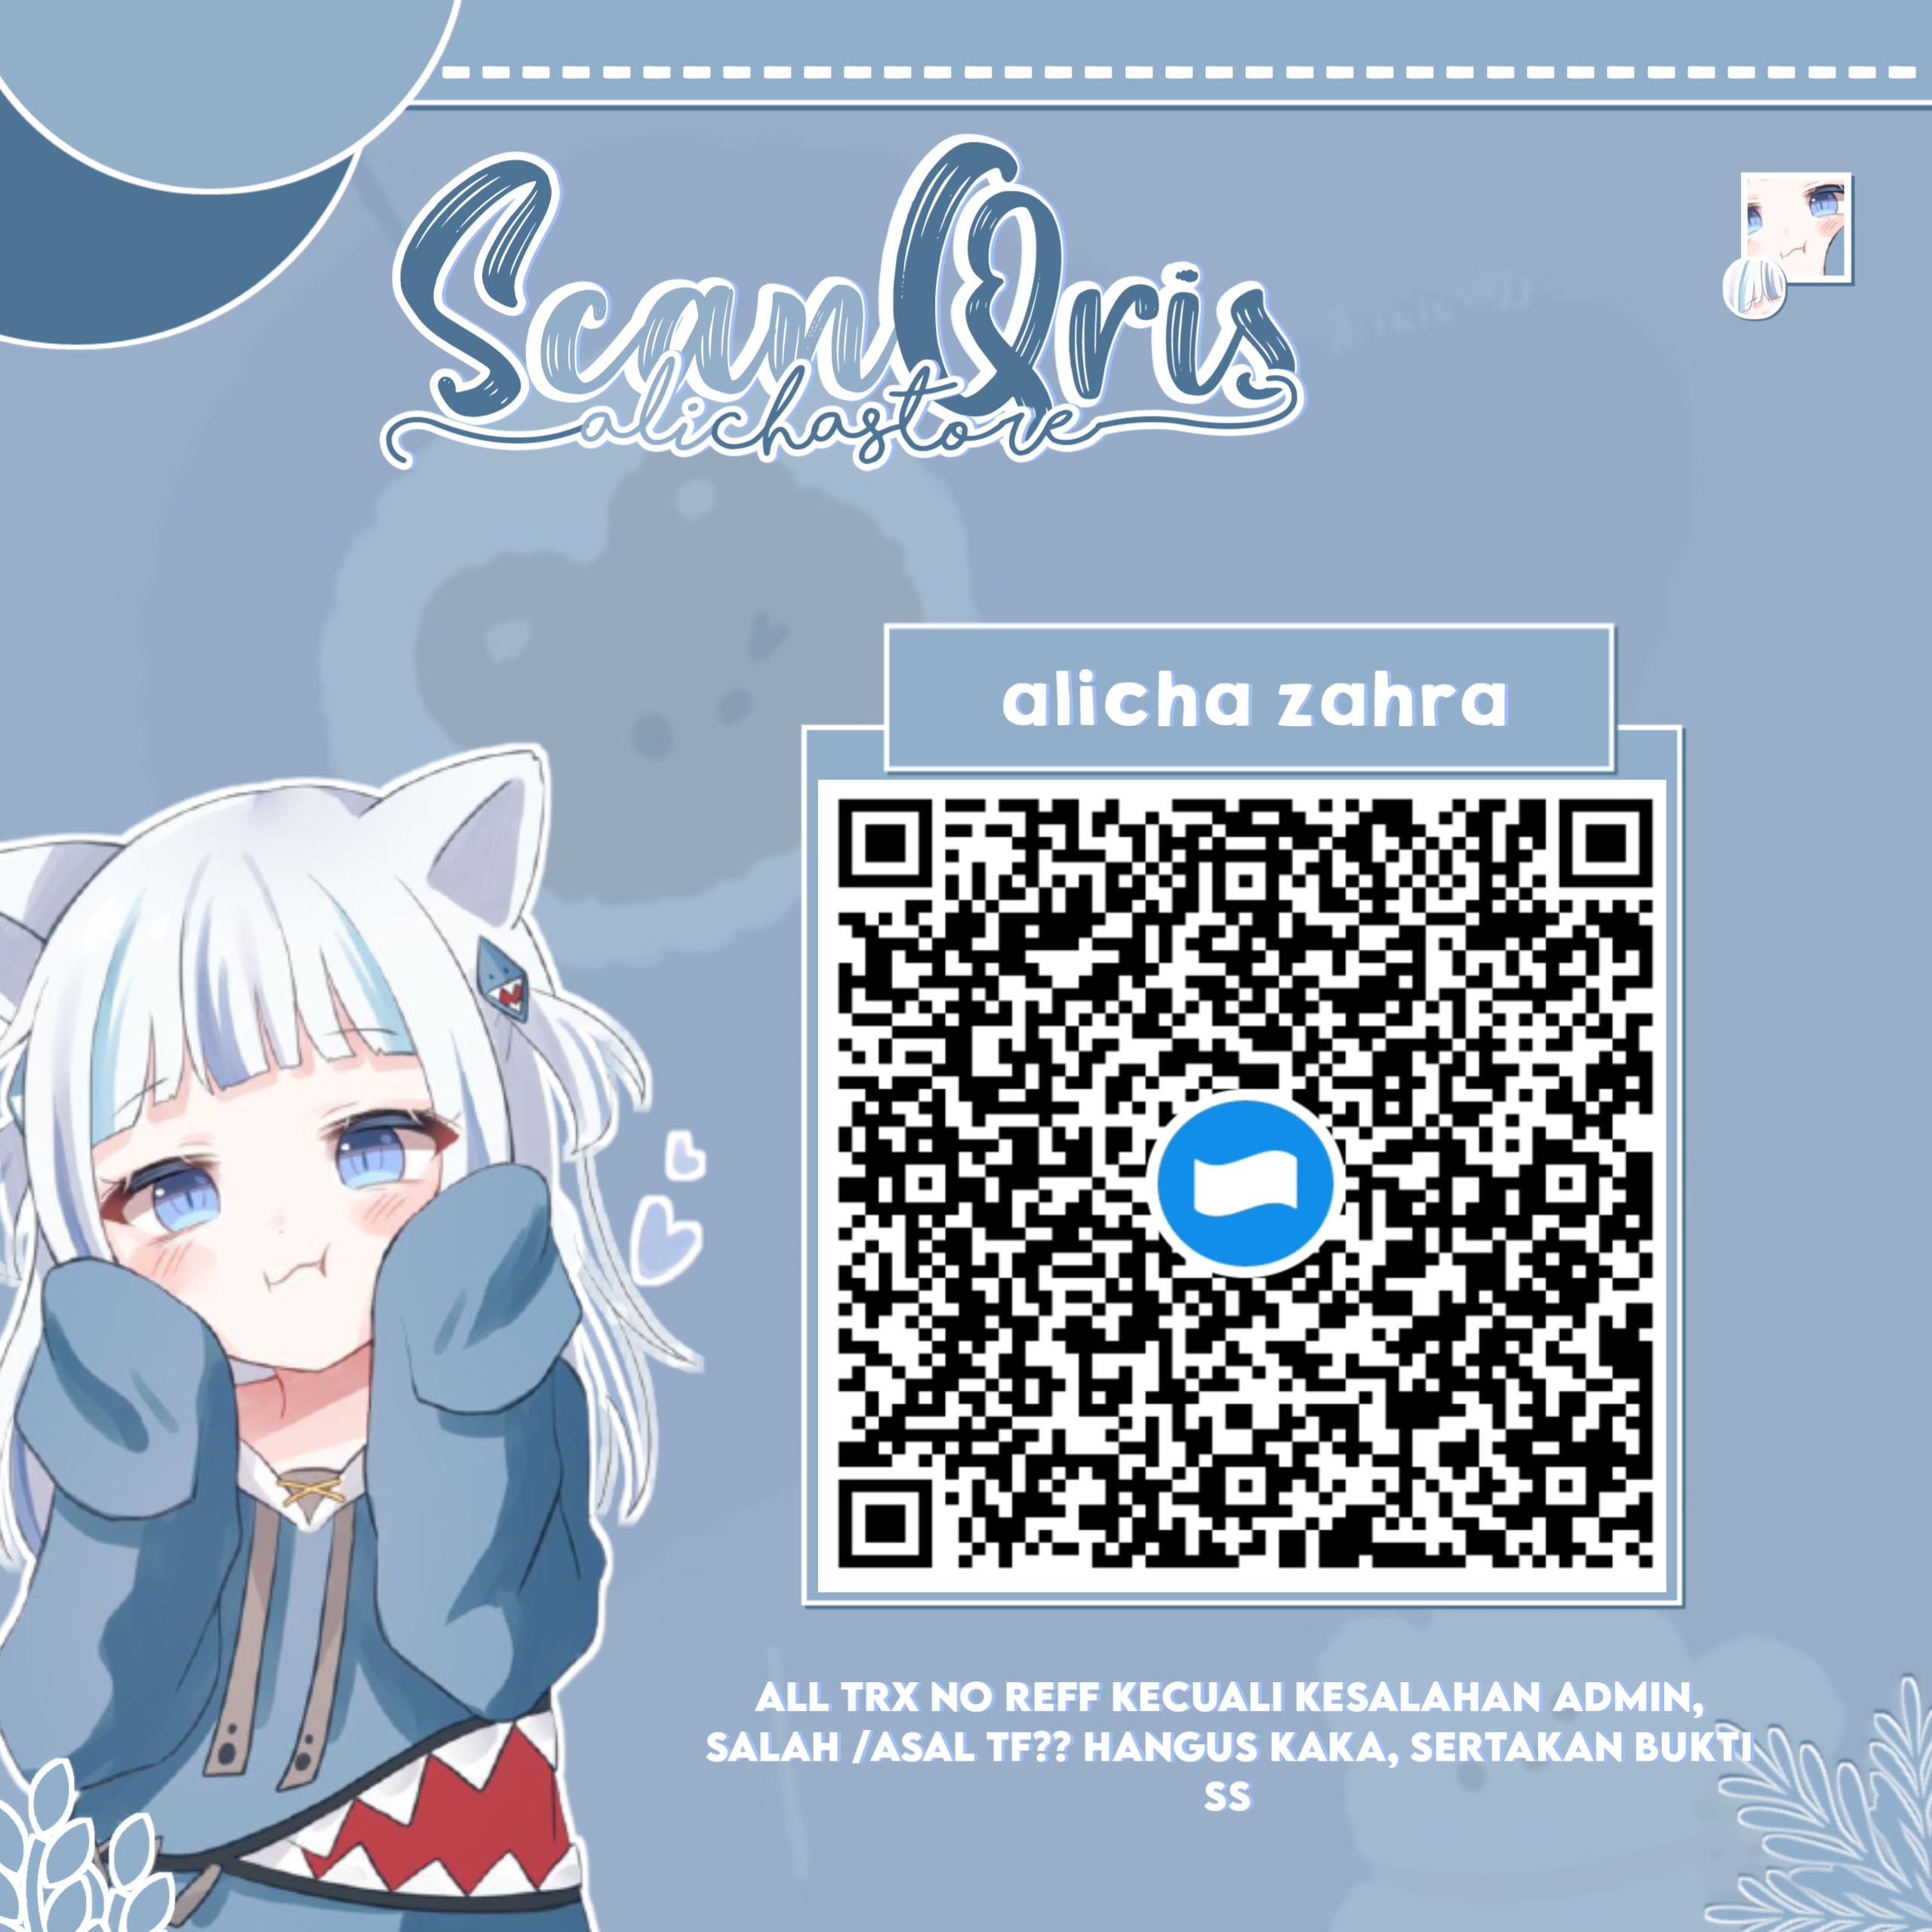 ScanQris
alichastore
alicha zahra
ALL TRX NO REFF KECUALI KESALAHAN ADMIN,
SALAH /ASAL TF?? HANGUS KAKA, SERTAKAN BUKTI
SS